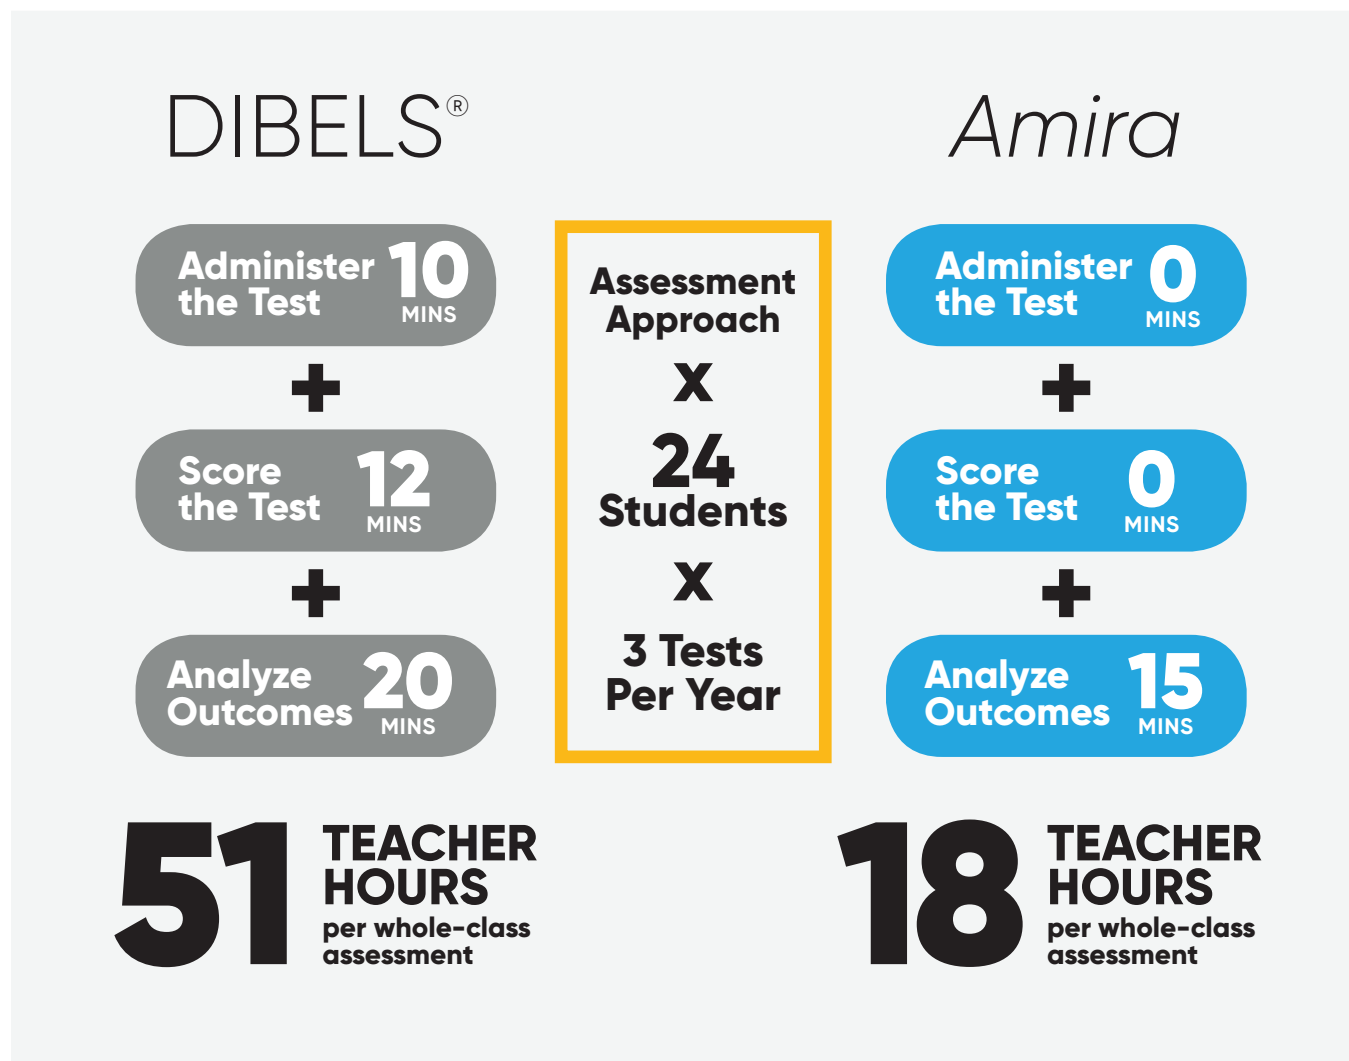 DIBELS®
Administer
the Test
10
MINS
+
Score
the Test
12
MINS
+
Analyze
Outcomes
20
MINS
51
TEACHER
HOURS
per whole-class
assessment
Assessment
Approach
x
24
Students
x
3 Tests
Per Year
Amira
Administer
the Test
0
MINS
+
Score
the Test
0
MINS
+
Analyze
Outcomes
15
MINS
18
TEACHER
HOURS
per whole-class
assessment